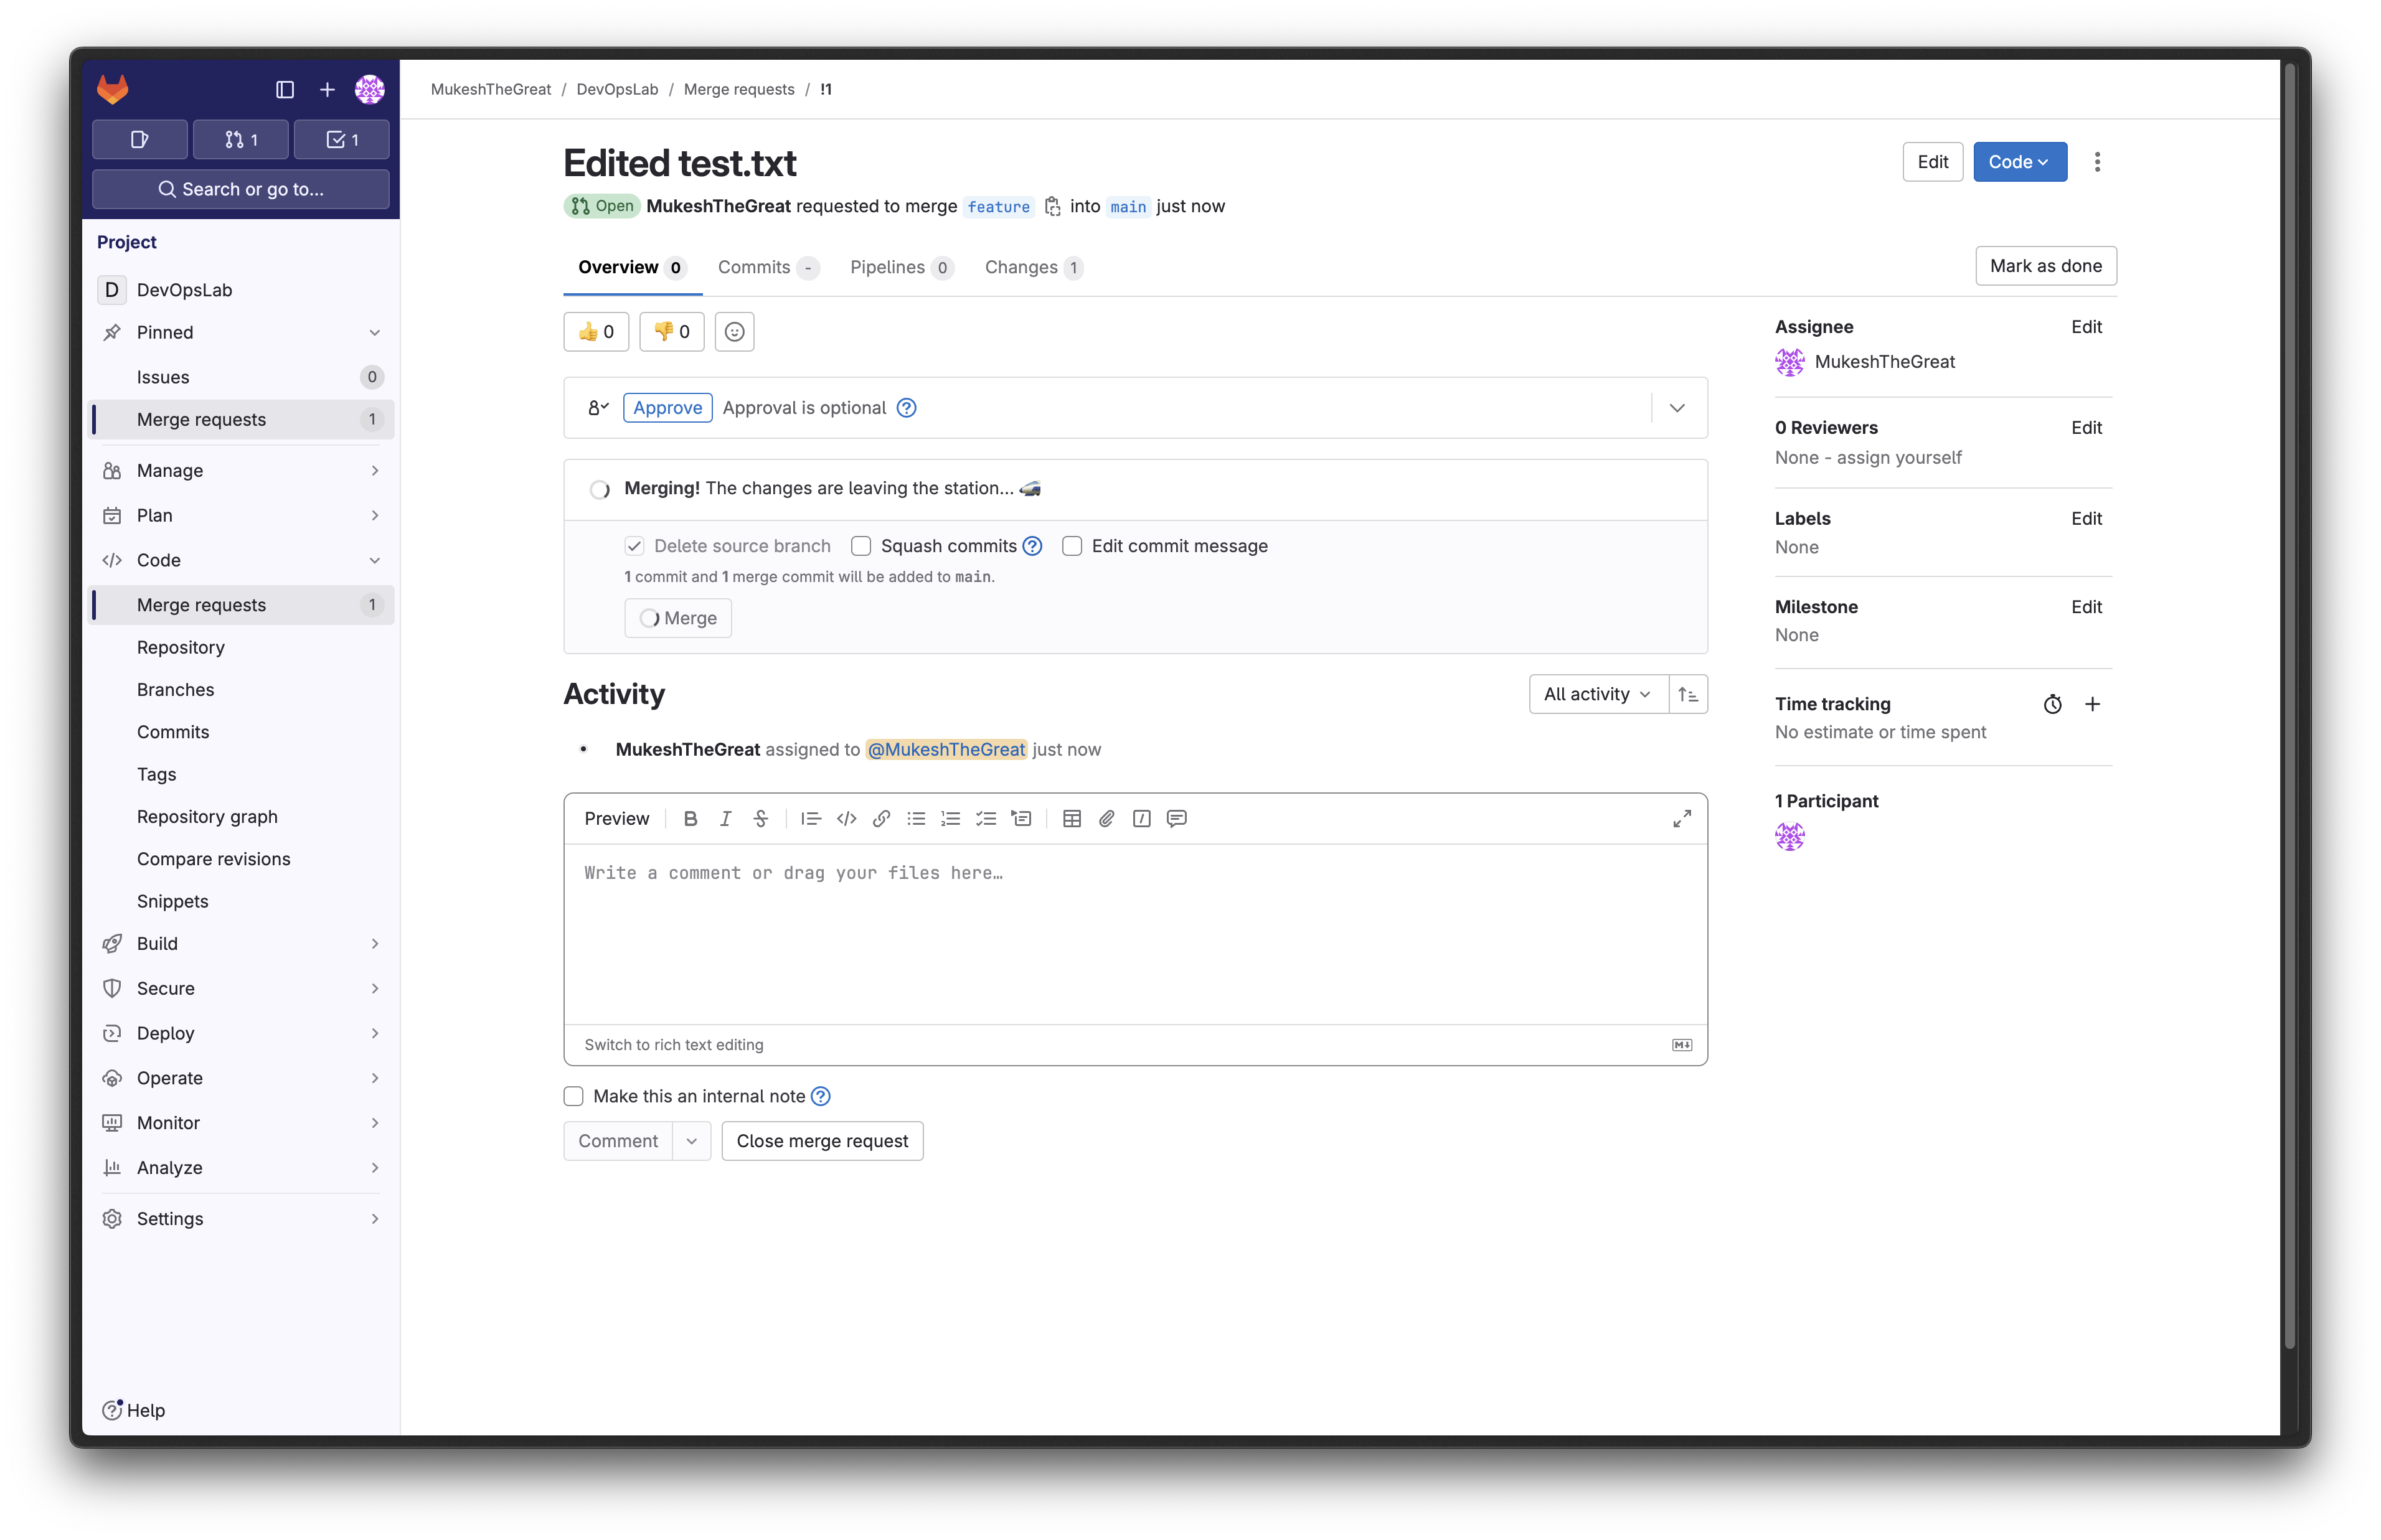 MukeshTheGreat / DevOpsLab / Merge requests / !1
1
1
Search or go to...
Project
D DevOpsLab
Pinned
Issues 0
Merge requests 1
Manage
Plan
Code
Merge requests 1
Repository
Branches
Commits
Tags
Repository graph
Compare revisions
Snippets
Build
Secure
Deploy
Operate
Monitor
Analyze
Settings
Help
Edited test.txt
Edit
Code
Open MukeshTheGreat requested to merge feature into main just now
Overview 0 Commits - Pipelines 0 Changes 1
Mark as done
👍 0 👎 0
Approve Approval is optional
Merging! The changes are leaving the station... 🚅
Delete source branch Squash commits Edit commit message
1 commit and 1 merge commit will be added to main.
Merge
Activity
All activity
• MukeshTheGreat assigned to @MukeshTheGreat just now
Preview
Write a comment or drag your files here…
Switch to rich text editing
Make this an internal note
Comment
Close merge request
Assignee Edit
MukeshTheGreat
0 Reviewers Edit
None - assign yourself
Labels Edit
None
Milestone Edit
None
Time tracking
No estimate or time spent
1 Participant